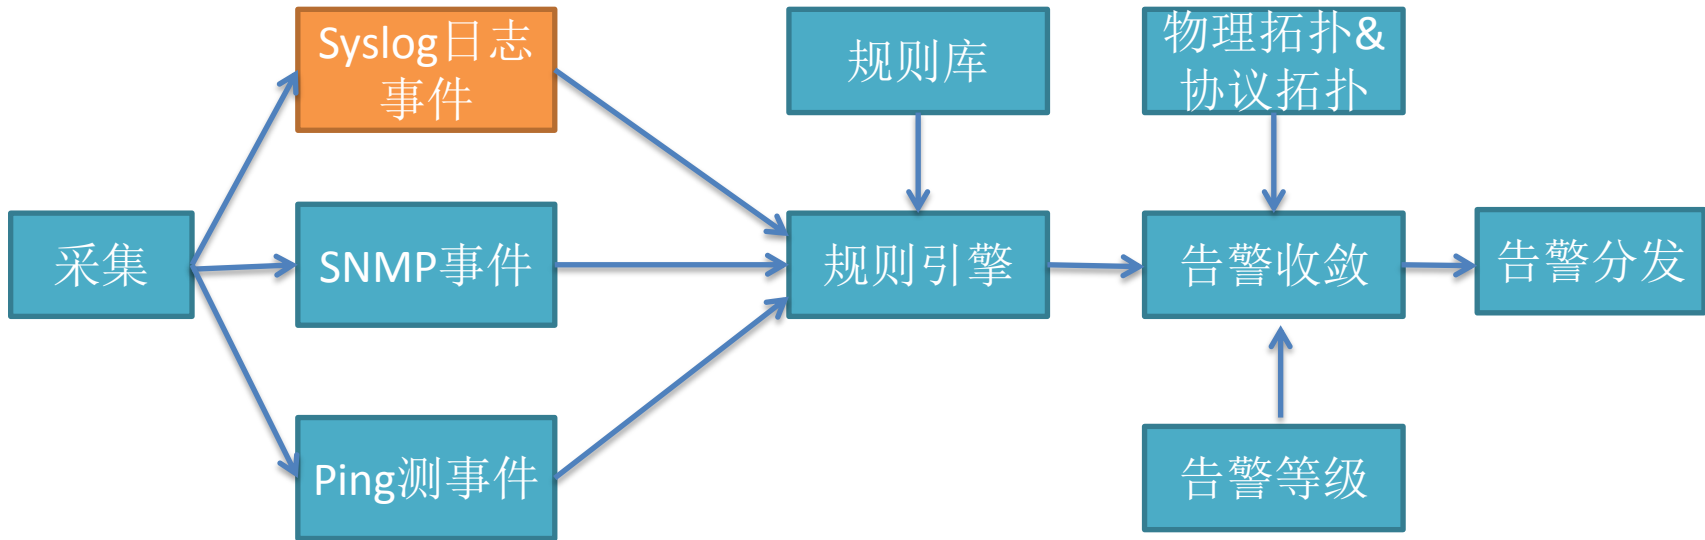 Syslog日志
事件
规则库
物理拓扑&
协议拓扑
采集
SNMP事件
规则引擎
告警收敛
告警分发
Ping测事件
告警等级